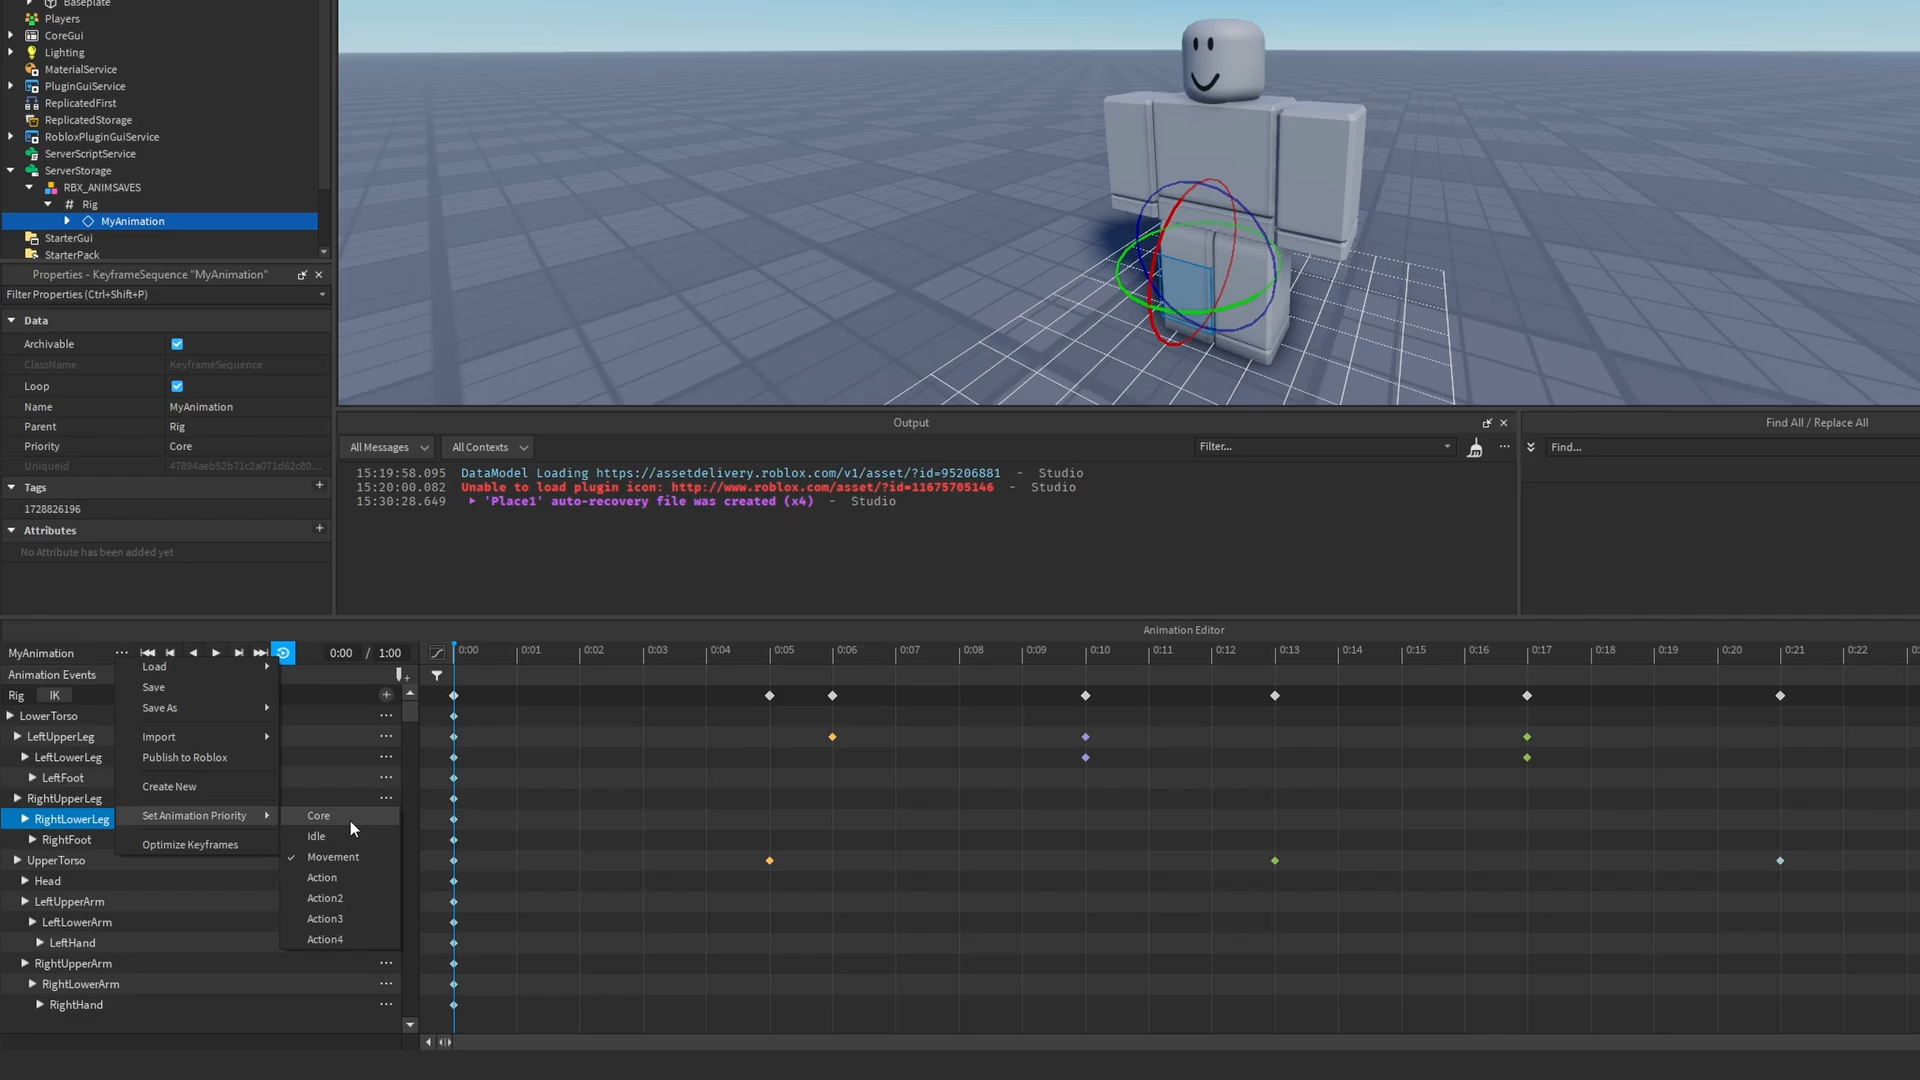 Baseplate
Players
CoreGui
Lighting
MaterialService
PluginGuiService
ReplicatedFirst
ReplicatedStorage
RobloxPluginGuiService
ServerScriptService
ServerStorage
RBX_ANIMSAVES
# Rig
MyAnimation
StarterGui
StarterPack
Properties - KeyframeSequence "MyAnimation"
Filter Properties (Ctrl+Shift+P)
Data
Archivable
ClassName KeyframeSequence
Loop
Name MyAnimation
Parent Rig
Priority Core
UniqueId 47894aeb52b71c2a071d62c80...
Tags
1728826196
Attributes
No Attribute has been added yet
Output
All Messages All Contexts Filter...
15:19:58.095 DataModel Loading https://assetdelivery.roblox.com/v1/asset/?id=95206881 - Studio
15:20:00.082 Unable to load plugin icon: http://www.roblox.com/asset/?id=11675705146 - Studio
15:30:28.649 'Place1' auto-recovery file was created (x4) - Studio
Find All / Replace All
Find...
Animation Editor
MyAnimation 0:00 / 1:00
0:00 0:01 0:02 0:03 0:04 0:05 0:06 0:07 0:08 0:09 0:10 0:11 0:12 0:13 0:14 0:15 0:16 0:17 0:18 0:19 0:20 0:21 0:22
Animation Events
Rig IK
LowerTorso
LeftUpperLeg
LeftLowerLeg
LeftFoot
RightUpperLeg
RightLowerLeg
RightFoot
UpperTorso
Head
LeftUpperArm
LeftLowerArm
LeftHand
RightUpperArm
RightLowerArm
RightHand
Load
Save
Save As
Import
Publish to Roblox
Create New
Set Animation Priority
Optimize Keyframes
Core
Idle
Movement
Action
Action2
Action3
Action4